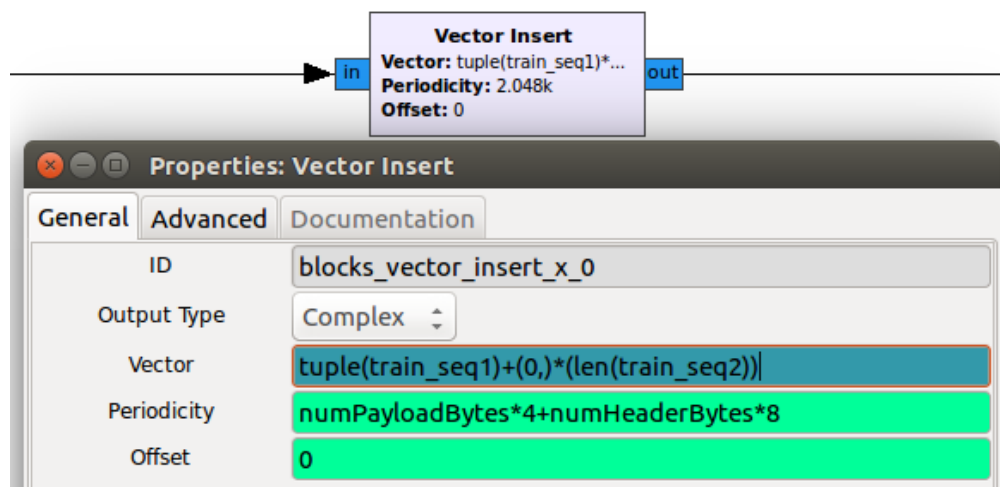 Vector Insert
Vector: tuple(train_seq1)*...
in
out
Periodicity: 2.048k
Offset: 0
Properties: Vector Insert
General Advanced Documentation
ID blocks_vector_insert_x_0
Output Type Complex
Vector tuple(train_seq1)+(0,)*(len(train_seq2))
Periodicity numPayloadBytes*4+numHeaderBytes*8
Offset 0